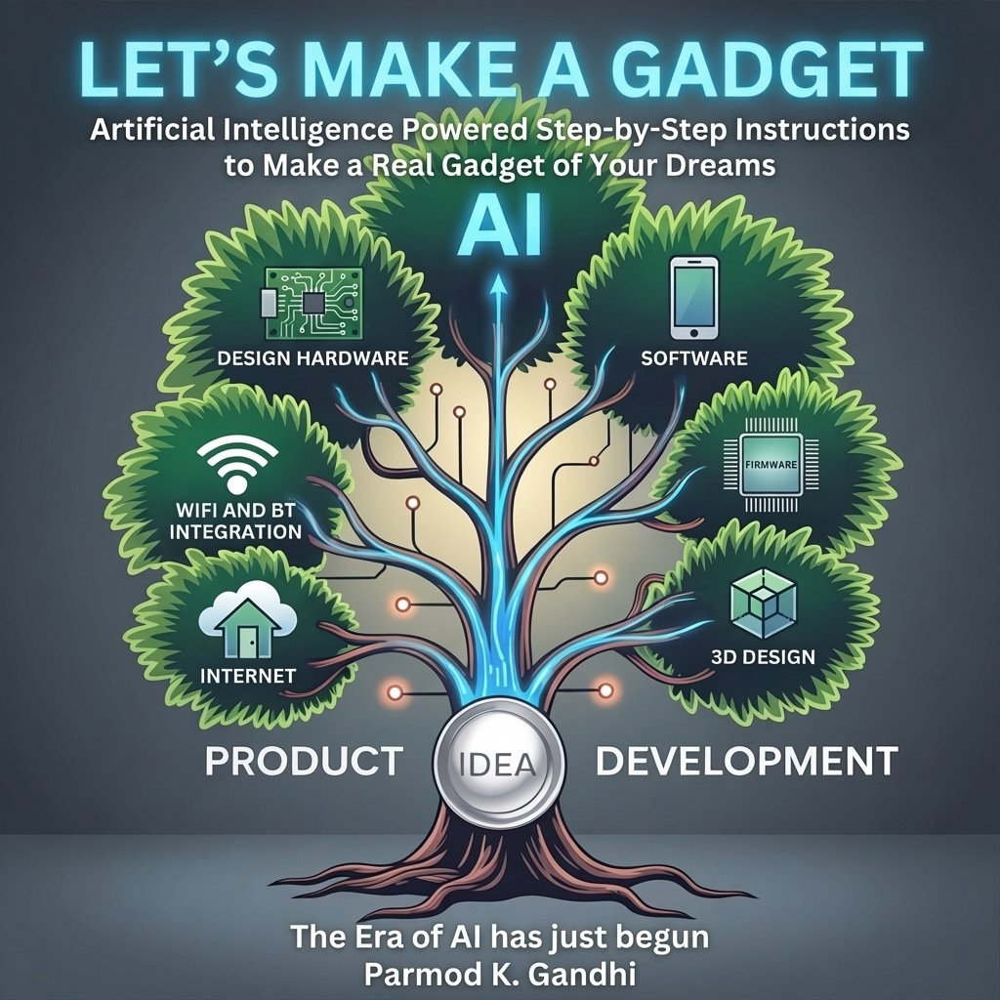 LET'S MAKE A GADGET
Artificial Intelligence Powered Step-by-Step Instructions
to Make a Real Gadget of Your Dreams
AI
DESIGN HARDWARE
SOFTWARE
WIFI AND BT
INTEGRATION
FIRMWARE
INTERNET
3D DESIGN
PRODUCT
IDEA
DEVELOPMENT
The Era of AI has just begun
Parmod K. Gandhi